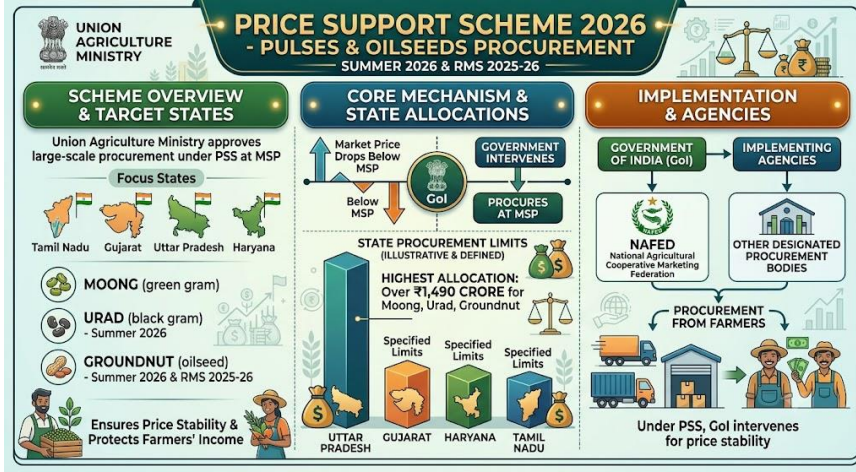 UNION
AGRICULTURE
MINISTRY
PRICE SUPPORT SCHEME 2026
- PULSES & OILSEEDS PROCUREMENT
SUMMER 2026 & RMS 2025-26
SCHEME OVERVIEW
& TARGET STATES
Union Agriculture Ministry approves
large-scale procurement under PSS at MSP
Focus States
Tamil Nadu
Gujarat
Uttar Pradesh
Haryana
MOONG (green gram)
URAD (black gram)
- Summer 2026
GROUNDNUT (oilseed)
- Summer 2026 & RMS 2025-26
Ensures Price Stability &
Protects Farmers' Income
CORE MECHANISM &
STATE ALLOCATIONS
Market Price
Drops Below
MSP
Below
MSP
GoI
GOVERNMENT
INTERVENES
PROCURES
AT MSP
STATE PROCUREMENT LIMITS
(ILLUSTRATIVE & DEFINED)
HIGHEST ALLOCATION:
Over ₹1,490 CRORE for
Moong, Urad, Groundnut
Specified
Limits
Specified
Limits
Specified
Limits
UTTAR
PRADESH
GUJARAT
HARYANA
TAMIL
NADU
IMPLEMENTATION
& AGENCIES
GOVERNMENT
OF INDIA (GoI)
IMPLEMENTING
AGENCIES
NAFED
NAFED
National Agricultural
Cooperative Marketing
Federation
OTHER DESIGNATED
PROCUREMENT
BODIES
PROCUREMENT
FROM FARMERS
Under PSS, GoI intervenes
for price stability